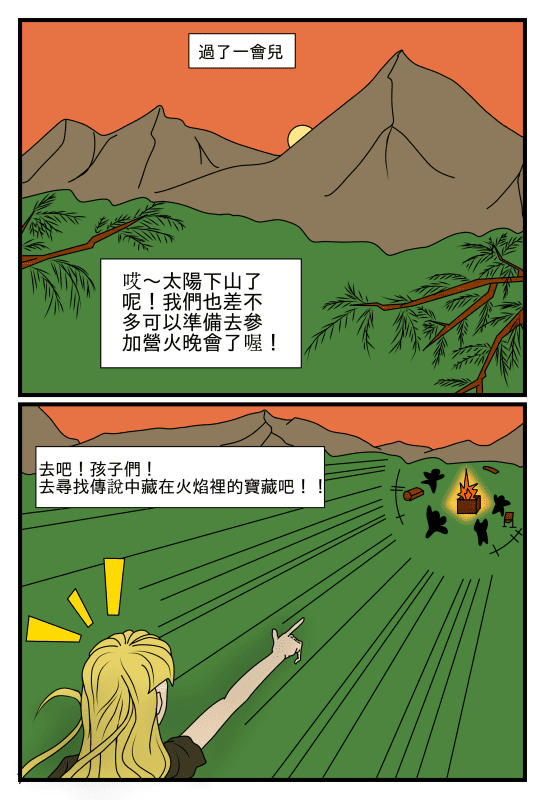 過了一會兒
哎～太陽下山了
呢！我們也差不
多可以準備去參
加營火晚會了喔！
去吧！孩子們！
去尋找傳說中藏在火焰裡的寶藏吧！！